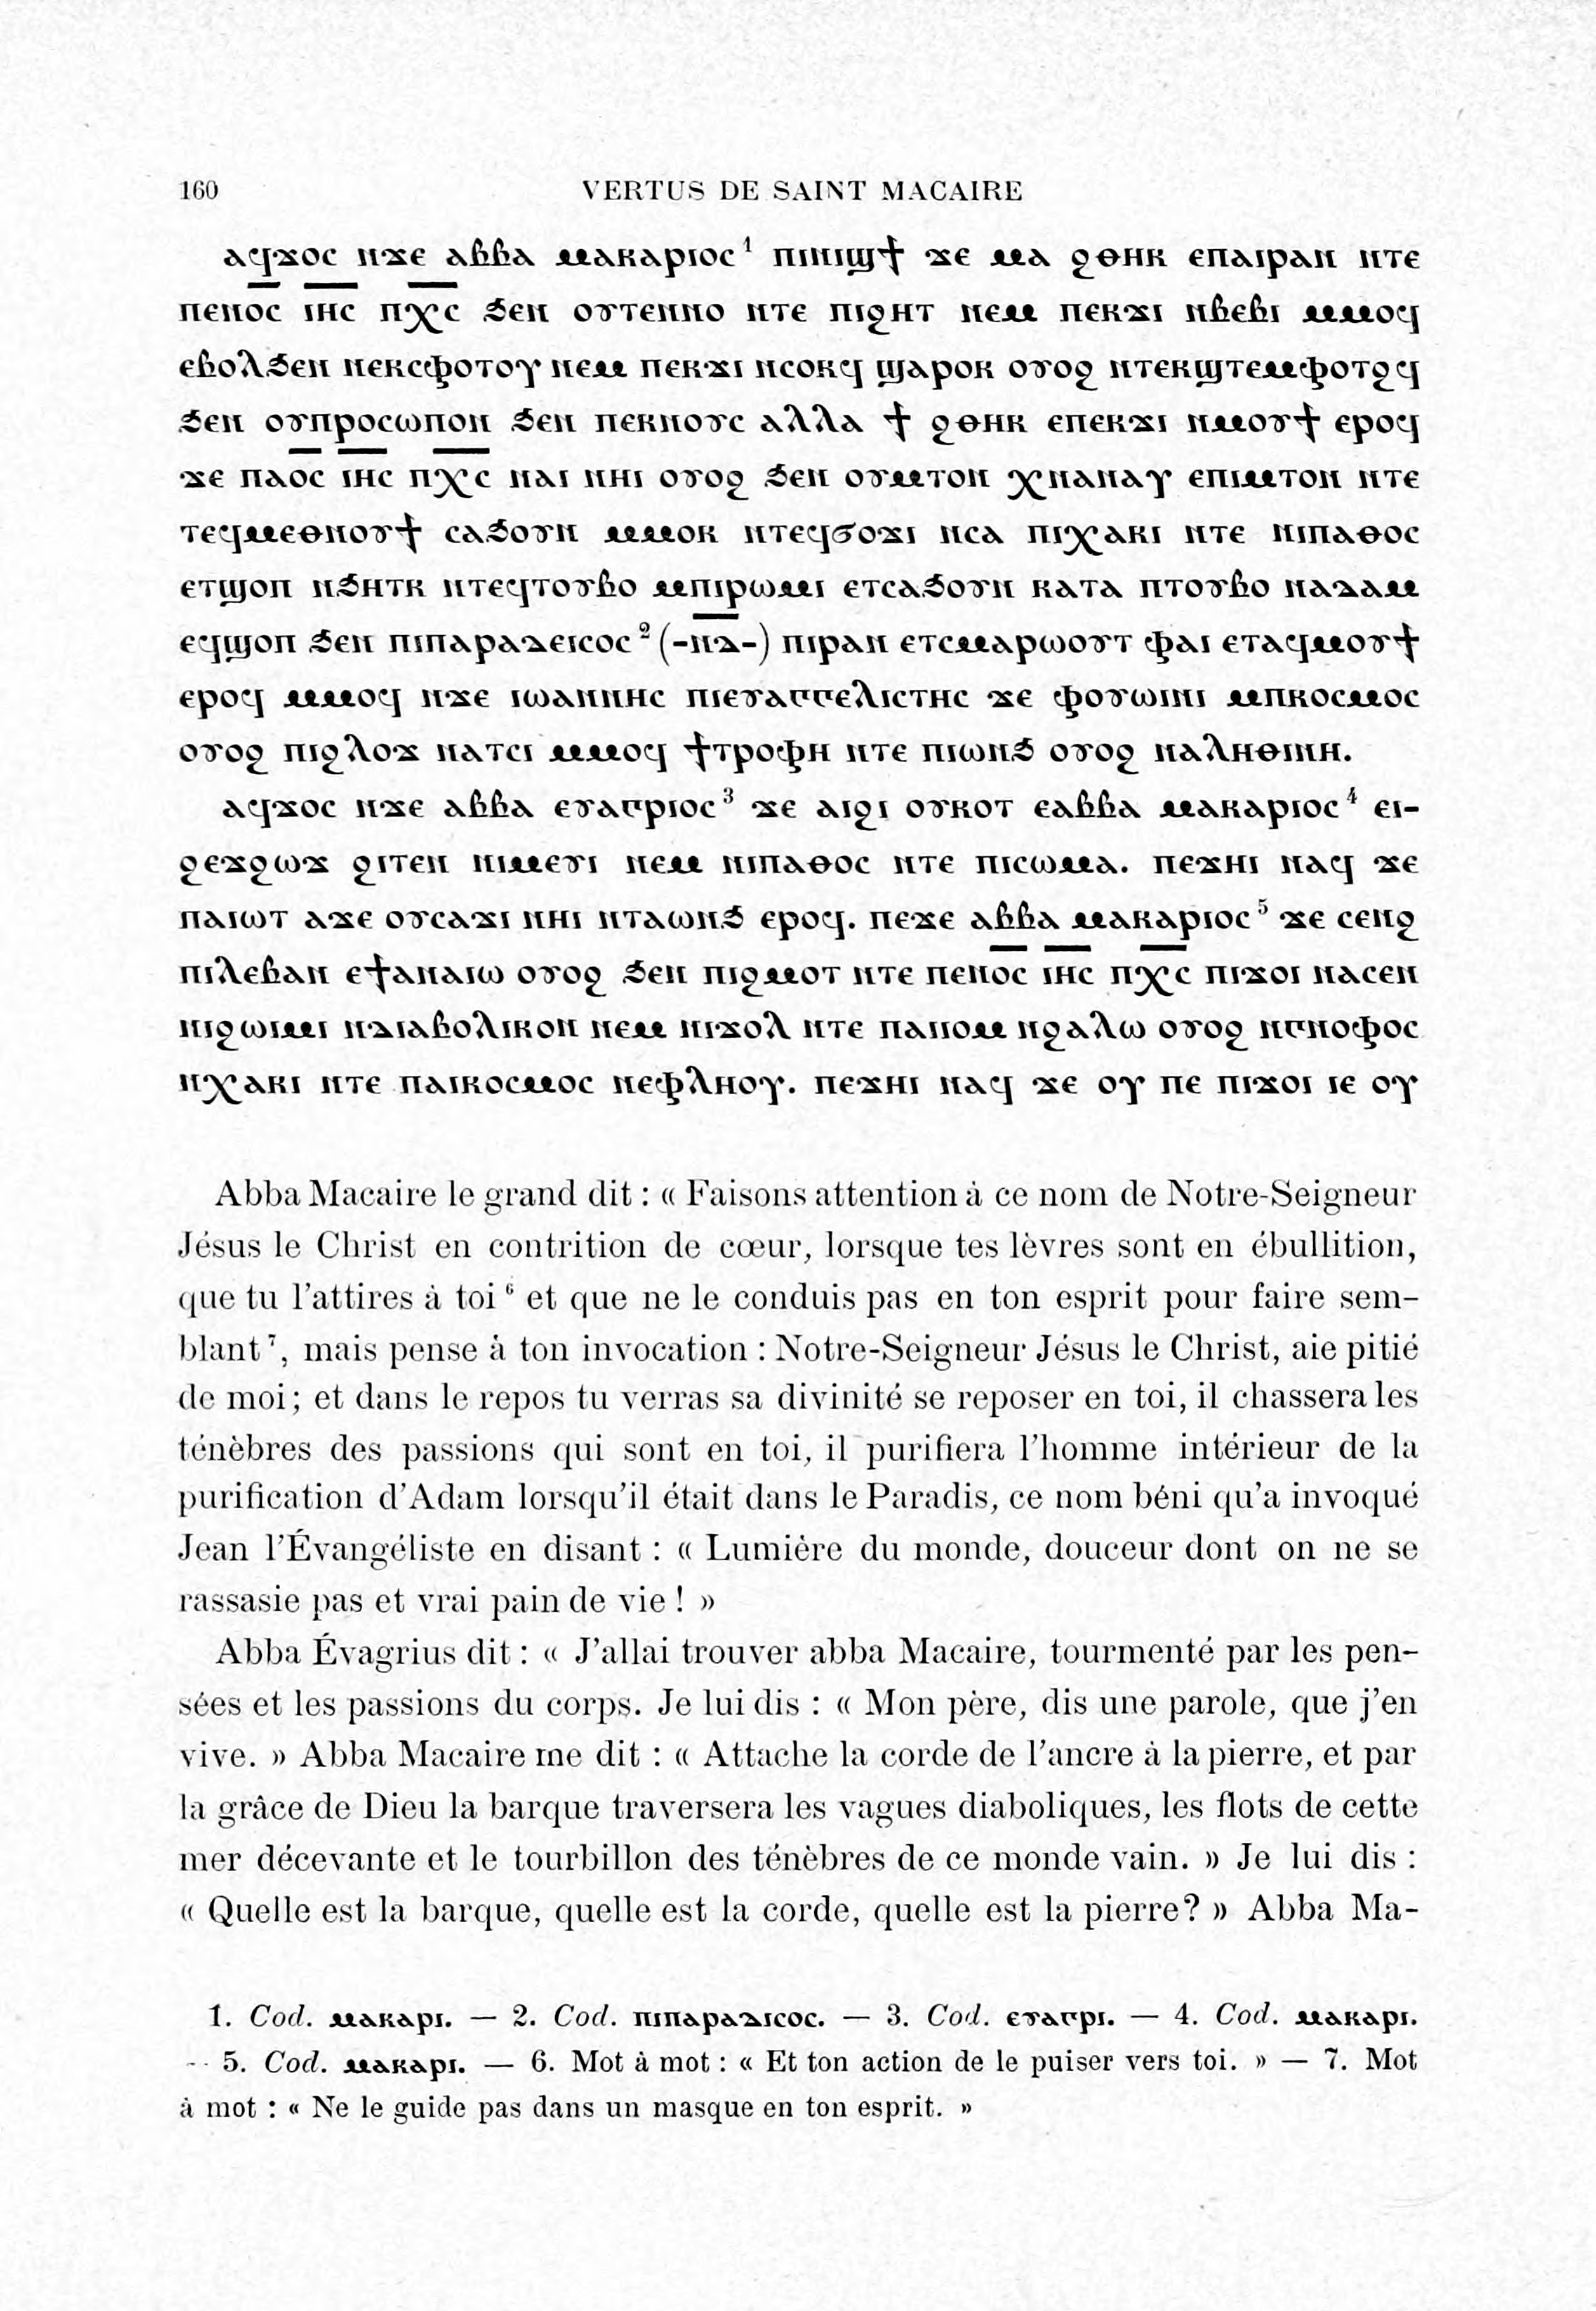 160 VERTUS DE SAINT MACAIRE
ⲁϥϫⲟⲥ ⲛϫⲉ ⲁⲃⲃⲁ ⲙⲁⲕⲁⲣⲓⲟⲥ¹ ⲡⲓⲛⲓϣϯ ϫⲉ ⲙⲁ ϩⲑⲏⲕ ⲉⲡⲁⲓⲣⲁⲛ ⲛⲧⲉ
ⲡⲉⲛⲟ̅ⲥ̅ ⲓ̅ⲏ̅ⲥ̅ ⲡ̅ⲭ̅ⲥ̅ ϧⲉⲛ ⲟⲩⲧⲉⲛⲛⲟ ⲛⲧⲉ ⲡⲓϩⲏⲧ ⲛⲉⲙ ⲡⲉⲕϫⲓ ⲛⲃⲉⲃⲓ ⲙⲙⲟϥ
ⲉⲃⲟⲗϧⲉⲛ ⲛⲉⲕⲥⲫⲟⲧⲟⲩ ⲛⲉⲙ ⲡⲉⲕϫⲓ ⲛⲥⲟⲕϥ ϣⲁⲣⲟⲕ ⲟⲩⲟϩ ⲛⲧⲉⲕϣⲧⲉⲙⲫⲟⲧϩϥ
ϧⲉⲛ ⲟⲩⲡⲣⲟⲥⲱⲡⲟⲛ ϧⲉⲛ ⲡⲉⲕⲛⲟⲩⲥ ⲁⲗⲗⲁ ϯ ϩⲑⲏⲕ ⲉⲡⲉⲕϫⲓ ⲛⲙⲟⲩϯ ⲉⲣⲟϥ
ϫⲉ ⲡⲁⲟ̅ⲥ̅ ⲓ̅ⲏ̅ⲥ̅ ⲡ̅ⲭ̅ⲥ̅ ⲛⲁⲓ ⲛⲏⲓ ⲟⲩⲟϩ ϧⲉⲛ ⲟⲩⲙⲧⲟⲛ ⲭⲛⲁⲛⲁⲩ ⲉⲡⲓⲙⲧⲟⲛ ⲛⲧⲉ
ⲧⲉϥⲙⲉⲑⲛⲟⲩϯ ⲥⲁϧⲟⲩⲛ ⲙⲙⲟⲕ ⲛⲧⲉϥϭⲟϫⲓ ⲛⲥⲁ ⲡⲓⲭⲁⲕⲓ ⲛⲧⲉ ⲛⲓⲡⲁⲑⲟⲥ
ⲉⲧϣⲟⲡ ⲛϧⲏⲧⲕ ⲛⲧⲉϥⲧⲟⲩⲃⲟ ⲙⲡⲓⲣⲱⲙⲓ ⲉⲧⲥⲁϧⲟⲩⲛ ⲕⲁⲧⲁ ⲡⲧⲟⲩⲃⲟ ⲛⲁⲇⲁⲙ
ⲉϥϣⲟⲡ ϧⲉⲛ ⲡⲓⲡⲁⲣⲁⲇⲉⲓⲥⲟⲥ² (-ⲛ̅ⲇ̅-) ⲡⲓⲣⲁⲛ ⲉⲧⲥⲙⲁⲣⲱⲟⲩⲧ ⲫⲁⲓ ⲉⲧⲁϥⲙⲟⲩϯ
ⲉⲣⲟϥ ⲙⲙⲟϥ ⲛϫⲉ ⲓⲱⲁⲛⲛⲏⲥ ⲡⲓⲉⲩⲁⲅⲅⲉⲗⲓⲥⲧⲏⲥ ϫⲉ ⲫⲟⲩⲱⲓⲛⲓ ⲙⲡⲕⲟⲥⲙⲟⲥ
ⲟⲩⲟϩ ⲡⲓϩⲗⲟϫ ⲛⲁⲧⲥⲓ ⲙⲙⲟϥ ϯⲧⲣⲟⲫⲏ ⲛⲧⲉ ⲡⲓⲱⲛϧ ⲟⲩⲟϩ ⲛⲁⲗⲏⲑⲓⲛⲏ.
ⲁϥϫⲟⲥ ⲛϫⲉ ⲁⲃⲃⲁ ⲉⲩⲁⲅⲣⲓⲟⲥ³ ϫⲉ ⲁⲓϩⲓ ⲟⲩⲕⲟⲧ ⲉⲁⲃⲃⲁ ⲙⲁⲕⲁⲣⲓⲟⲥ⁴ ⲉⲓ-
ϩⲉϫϩⲱϫ ϩⲓⲧⲉⲛ ⲛⲓⲙⲉⲩⲓ ⲛⲉⲙ ⲛⲓⲡⲁⲑⲟⲥ ⲛⲧⲉ ⲡⲓⲥⲱⲙⲁ. ⲡⲉϫⲏⲓ ⲛⲁϥ ϫⲉ
ⲡⲁⲓⲱⲧ ⲁϫⲉ ⲟⲩⲥⲁϫⲓ ⲛⲏⲓ ⲛⲧⲁⲱⲛϧ ⲉⲣⲟϥ. ⲡⲉϫⲉ ⲁⲃⲃⲁ ⲙⲁⲕⲁⲣⲓⲟⲥ⁵ ϫⲉ ⲥⲉⲛϩ
ⲡⲓⲗⲉⲃⲁⲛ ⲉϯⲁⲛⲁⲓⲱ ⲟⲩⲟϩ ϧⲉⲛ ⲡⲓϩⲙⲟⲧ ⲛⲧⲉ ⲡⲉⲛⲟ̅ⲥ̅ ⲓ̅ⲏ̅ⲥ̅ ⲡ̅ⲭ̅ⲥ̅ ⲡⲓϫⲟⲓ ⲛⲁⲥⲉⲛ
ⲛⲓϩⲱⲓⲙⲓ ⲛⲇⲓⲁⲃⲟⲗⲓⲕⲟⲛ ⲛⲉⲙ ⲛⲓϫⲟⲗ ⲛⲧⲉ ⲡⲁⲓⲓⲟⲙ ⲛϩⲁⲗⲱ ⲟⲩⲟϩ ⲛⲅⲛⲟⲫⲟⲥ
ⲛⲭⲁⲕⲓ ⲛⲧⲉ ⲡⲁⲓⲕⲟⲥⲙⲟⲥ ⲛⲉⲫⲗⲏⲟⲩ. ⲡⲉϫⲏⲓ ⲛⲁϥ ϫⲉ ⲟⲩ ⲡⲉ ⲡⲓϫⲟⲓ ⲓⲉ ⲟⲩ
Abba Macaire le grand dit : « Faisons attention à ce nom de Notre-Seigneur
Jésus le Christ en contrition de cœur, lorsque tes lèvres sont en ébullition,
que tu l'attires à toi⁶ et que ne le conduis pas en ton esprit pour faire sem-
blant⁷, mais pense à ton invocation : Notre-Seigneur Jésus le Christ, aie pitié
de moi; et dans le repos tu verras sa divinité se reposer en toi, il chassera les
ténèbres des passions qui sont en toi, il purifiera l'homme intérieur de la
purification d'Adam lorsqu'il était dans le Paradis, ce nom béni qu'a invoqué
Jean l'Évangéliste en disant : « Lumière du monde, douceur dont on ne se
rassasie pas et vrai pain de vie ! »
Abba Évagrius dit : « J'allai trouver abba Macaire, tourmenté par les pen-
sées et les passions du corps. Je lui dis : « Mon père, dis une parole, que j'en
vive. » Abba Macaire me dit : « Attache la corde de l'ancre à la pierre, et par
la grâce de Dieu la barque traversera les vagues diaboliques, les flots de cette
mer décevante et le tourbillon des ténèbres de ce monde vain. » Je lui dis :
« Quelle est la barque, quelle est la corde, quelle est la pierre? » Abba Ma-
1. Cod. ⲙⲁⲕⲁⲣⲓ. — 2. Cod. ⲡⲓⲡⲁⲣⲁⲇⲓⲥⲟⲥ. — 3. Cod. ⲉⲩⲁⲅⲣⲓ. — 4. Cod. ⲙⲁⲕⲁⲣⲓ.
-- 5. Cod. ⲙⲁⲕⲁⲣⲓ. — 6. Mot à mot : « Et ton action de le puiser vers toi. » — 7. Mot
à mot : « Ne le guide pas dans un masque en ton esprit. »